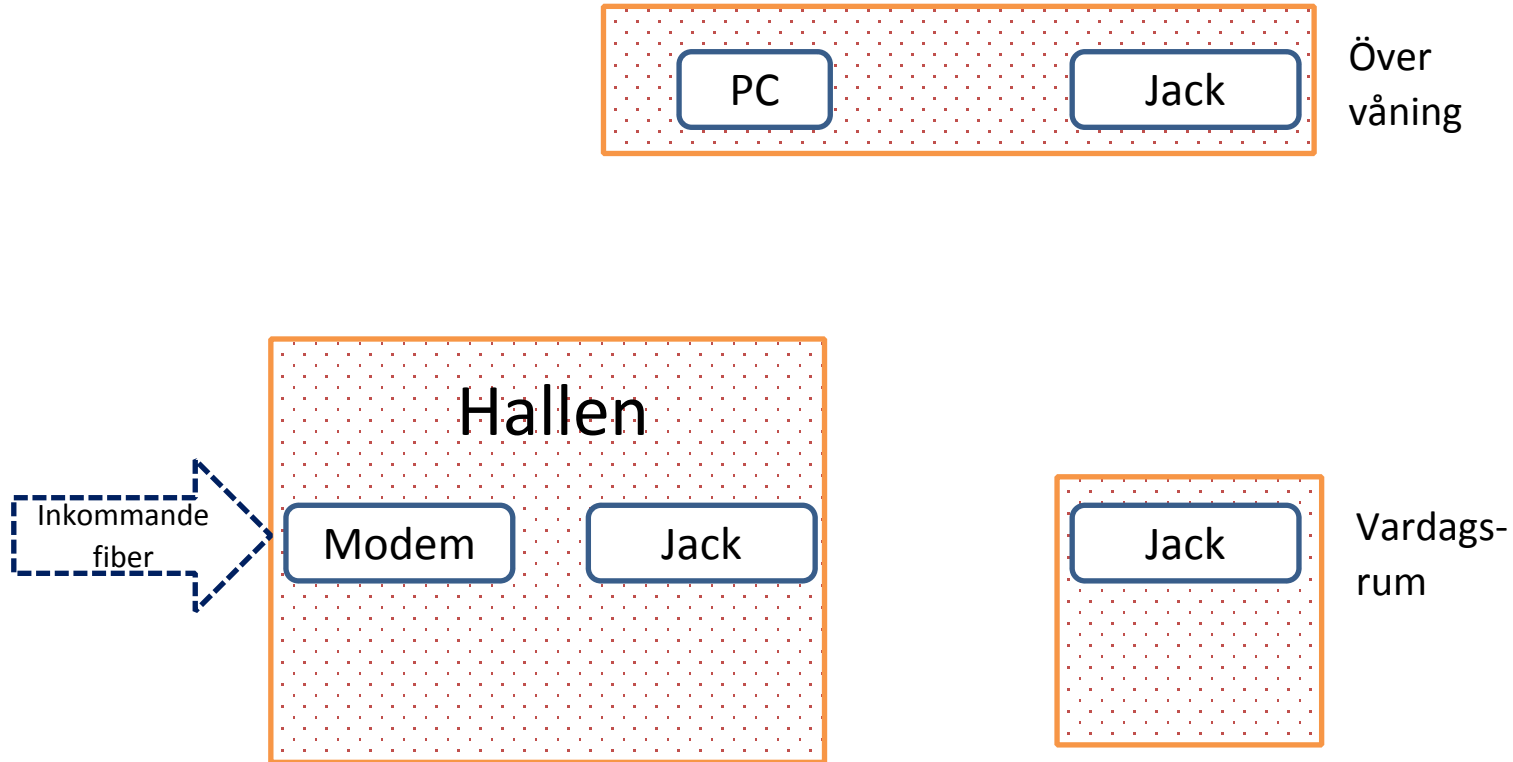 PC
Jack
Över
våning
Hallen
Inkommande
fiber
Modem
Jack
Jack
Vardags-
rum